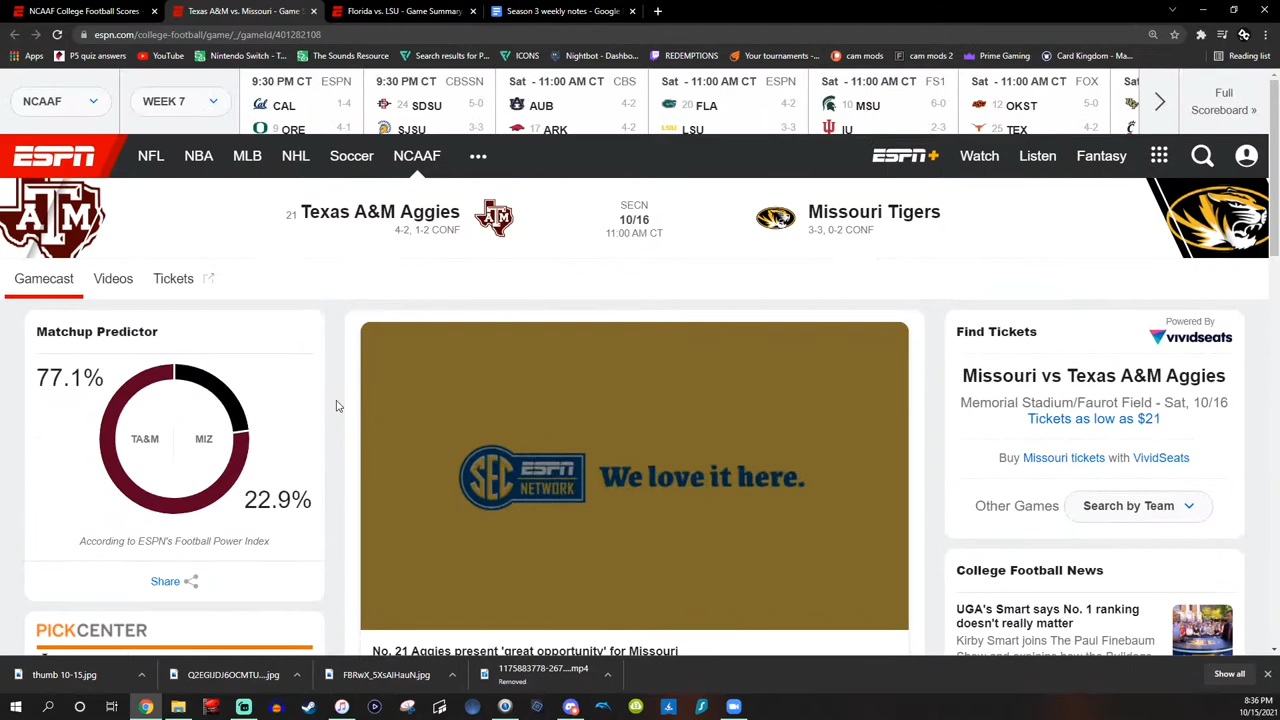 NCAAF College Football Scores -
Texas A&M vs. Missouri - Game S
Florida vs. LSU - Game Summary
Season 3 weekly notes - Google
espn.com/college-football/game/_/gameId/401282108
Apps
P5 quiz answers
YouTube
Nintendo Switch - T...
The Sounds Resource
Search results for P...
ICONS
Nightbot - Dashbo...
REDEMPTIONS
Your tournaments -...
cam mods
cam mods 2
Prime Gaming
Card Kingdom - Ma...
Reading list
NCAAF
WEEK 7
9:30 PM CT ESPN
CAL 1-4
9 ORE 4-1
9:30 PM CT CBSSN
24 SDSU 5-0
SJSU 3-3
Sat - 11:00 AM CT CBS
AUB 4-2
17 ARK 4-2
Sat - 11:00 AM CT ESPN
20 FLA 4-2
LSU LSU 3-3
Sat - 11:00 AM CT FS1
10 MSU 6-0
IU 2-3
Sat - 11:00 AM CT FOX
12 OKST 5-0
25 TEX 4-2
Full
Scoreboard »
ESPN
NFL
NBA
MLB
NHL
Soccer
NCAAF
ESPN+
Watch
Listen
Fantasy
ATM
21 Texas A&M Aggies
4-2, 1-2 CONF
ATM
SECN
10/16
11:00 AM CT
Missouri Tigers
3-3, 0-2 CONF
Gamecast
Videos
Tickets
Matchup Predictor
77.1%
TA&M
MIZ
22.9%
According to ESPN's Football Power Index
Share
PICKCENTER
SEC ESPN NETWORK
We love it here.
No. 21 Aggies present 'great opportunity' for Missouri
Find Tickets
Powered By
vividseats
Missouri vs Texas A&M Aggies
Memorial Stadium/Faurot Field - Sat, 10/16
Tickets as low as $21
Buy Missouri tickets with VividSeats
Other Games
Search by Team
College Football News
UGA's Smart says No. 1 ranking
doesn't really matter
Kirby Smart joins The Paul Finebaum
thumb 10-15.jpg
Q2EGIJDJ6OCMTU....jpg
FBRwX_5XsAIHauN.jpg
1175883778-267....mp4
Removed
Show all
8:36 PM
10/15/2021